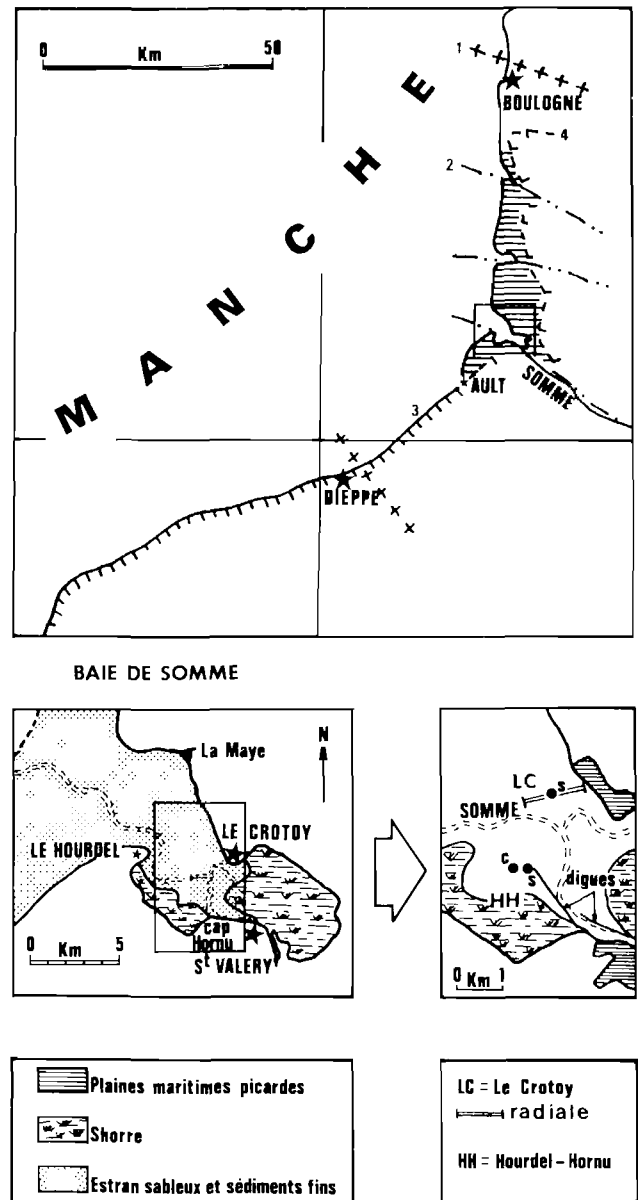 0 Km 50
MANCHE
1
BOULOGNE
4
2
SOMME
AULT
3
DIEPPE
BAIE DE SOMME
La Maye
N
LE HOURDEL
LE CROTOY
cap
Hornu
St VALERY
0 Km 5
LC
s
SOMME
c
s
digues
HH
0 Km 1
Plaines maritimes picardes
Shorre
Estran sableux et sédiments fins
LC = Le Crotoy
radiale
HH = Hourdel-Hornu